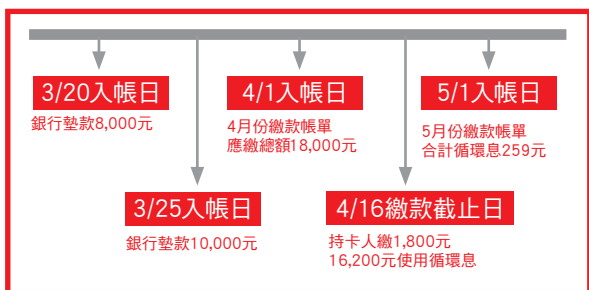 3/20入帳日
銀行墊款8,000元
3/25入帳日
銀行墊款10,000元
4/1入帳日
4月份繳款帳單
應繳總額18,000元
4/16繳款截止日
持卡人繳1,800元
16,200元使用循環息
5/1入帳日
5月份繳款帳單
合計循環息259元